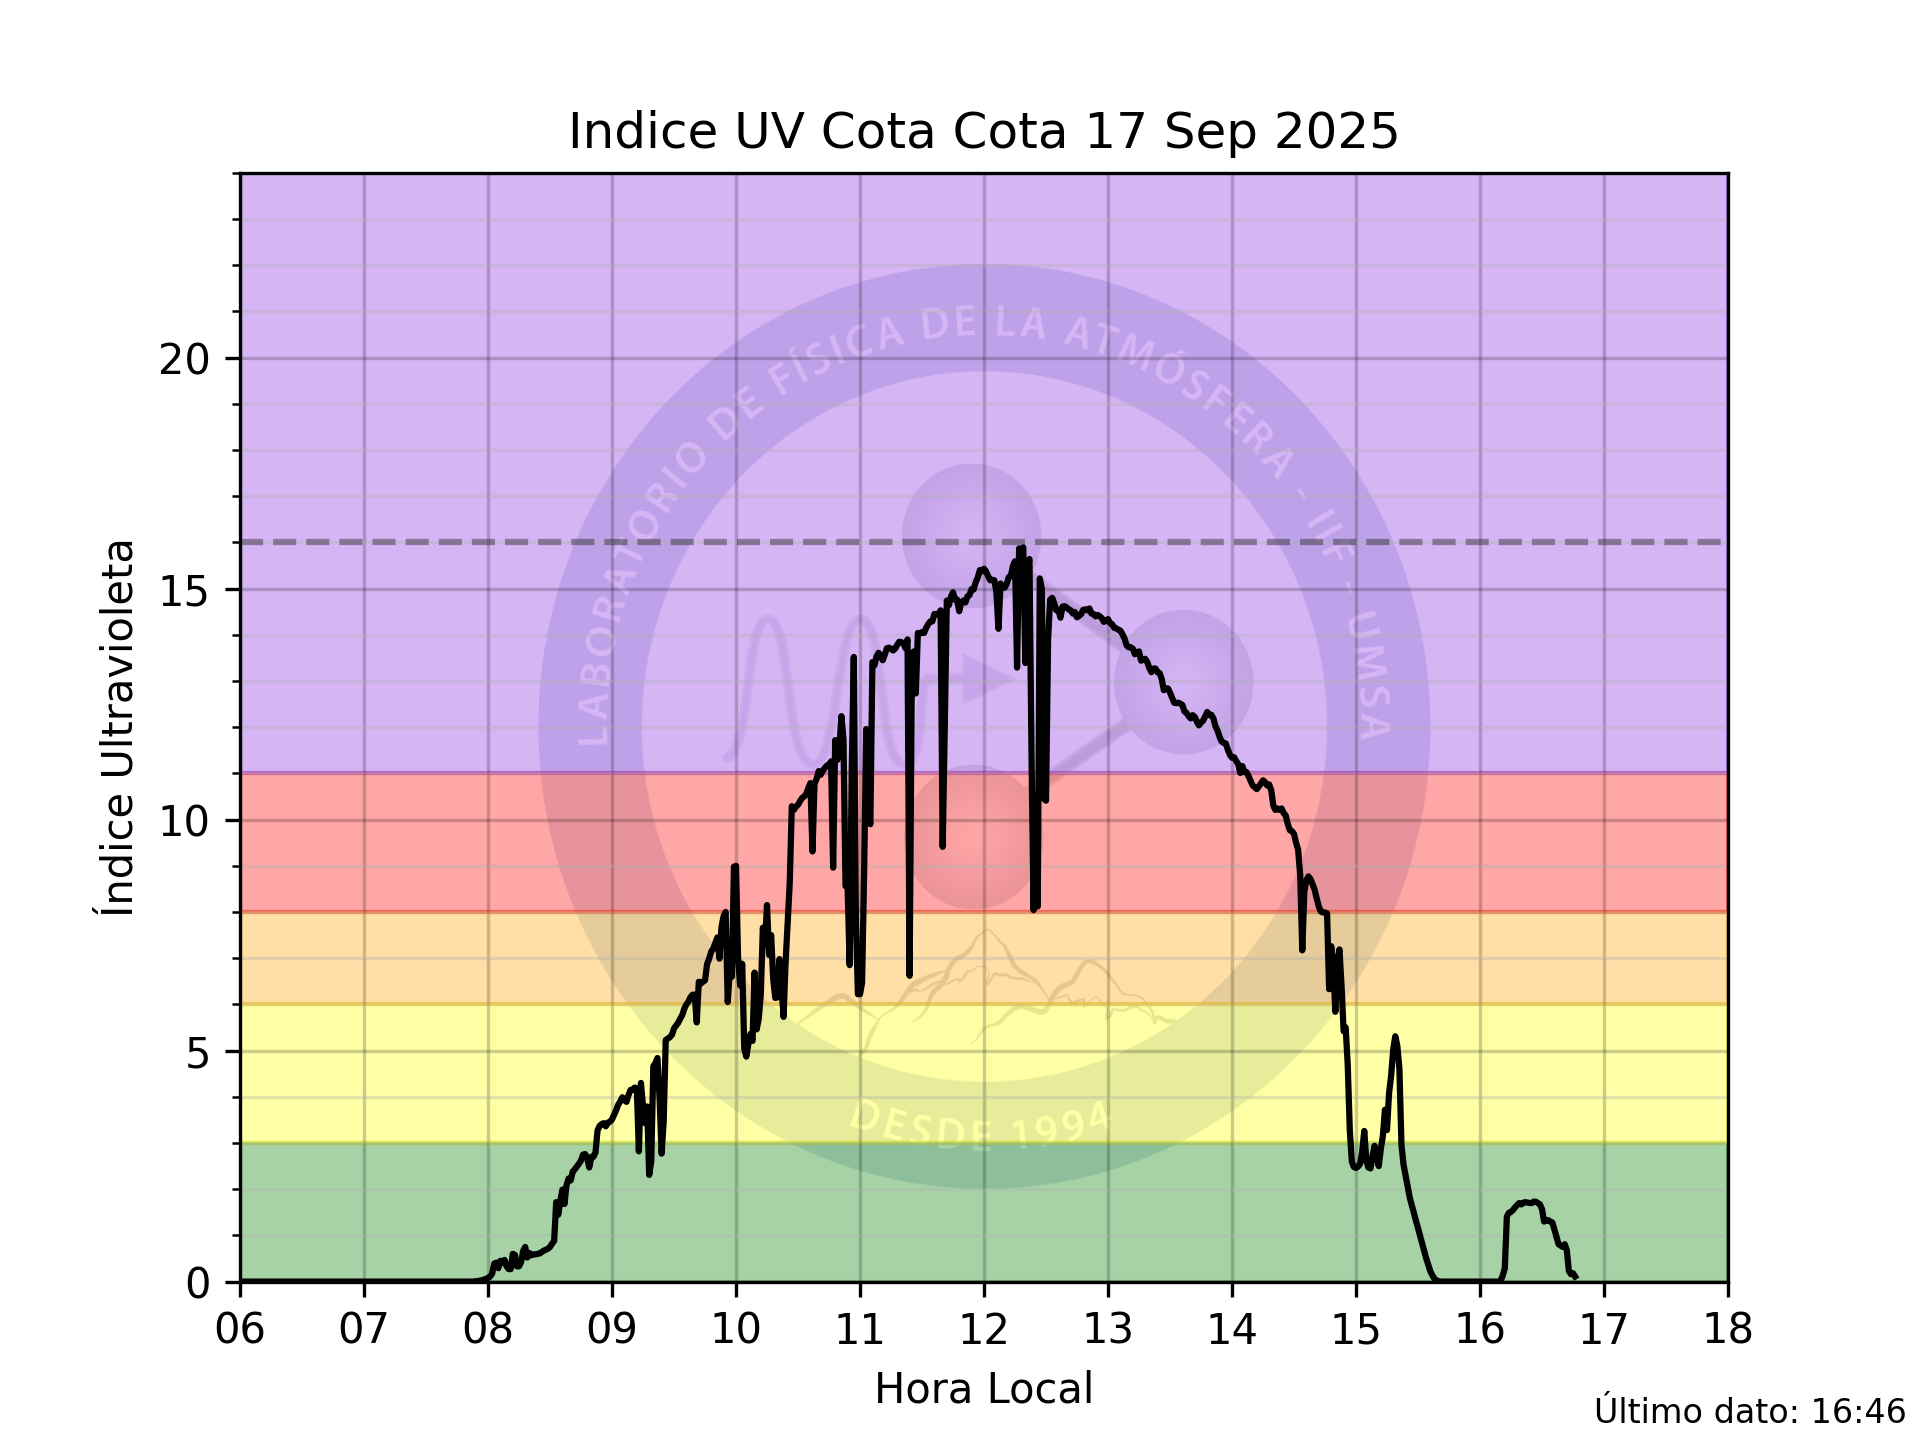 Indice UV Cota Cota 17 Sep 2025
LABORATORIO DE FÍSICA DE LA ATMÓSFERA - IIF - UMSA
DESDE 1994
Índice Ultravioleta
20
15
10
5
0
06 07 08 09 10 11 12 13 14 15 16 17 18
Hora Local
Último dato: 16:46